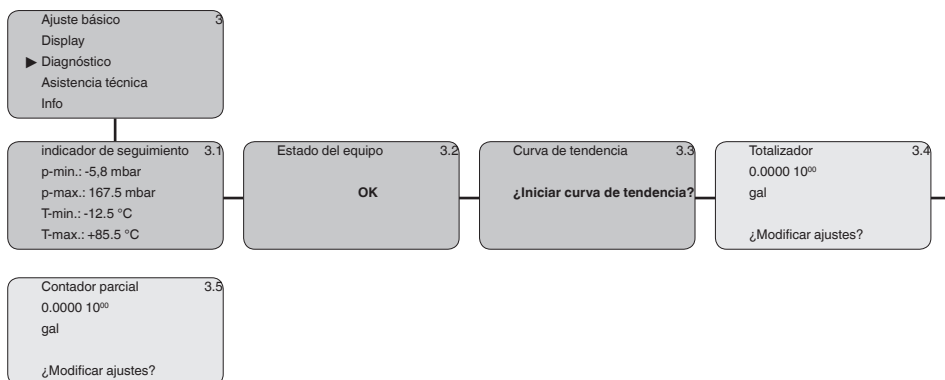 Ajuste básico 3
Display
▶ Diagnóstico
Asistencia técnica
Info
indicador de seguimiento 3.1
p-min.: -5,8 mbar
p-max.: 167.5 mbar
T-min.: -12.5 °C
T-max.: +85.5 °C
Estado del equipo 3.2
OK
Curva de tendencia 3.3
¿Iniciar curva de tendencia?
Totalizador 3.4
0.0000 10⁰⁰
gal
¿Modificar ajustes?
Contador parcial 3.5
0.0000 10⁰⁰
gal
¿Modificar ajustes?